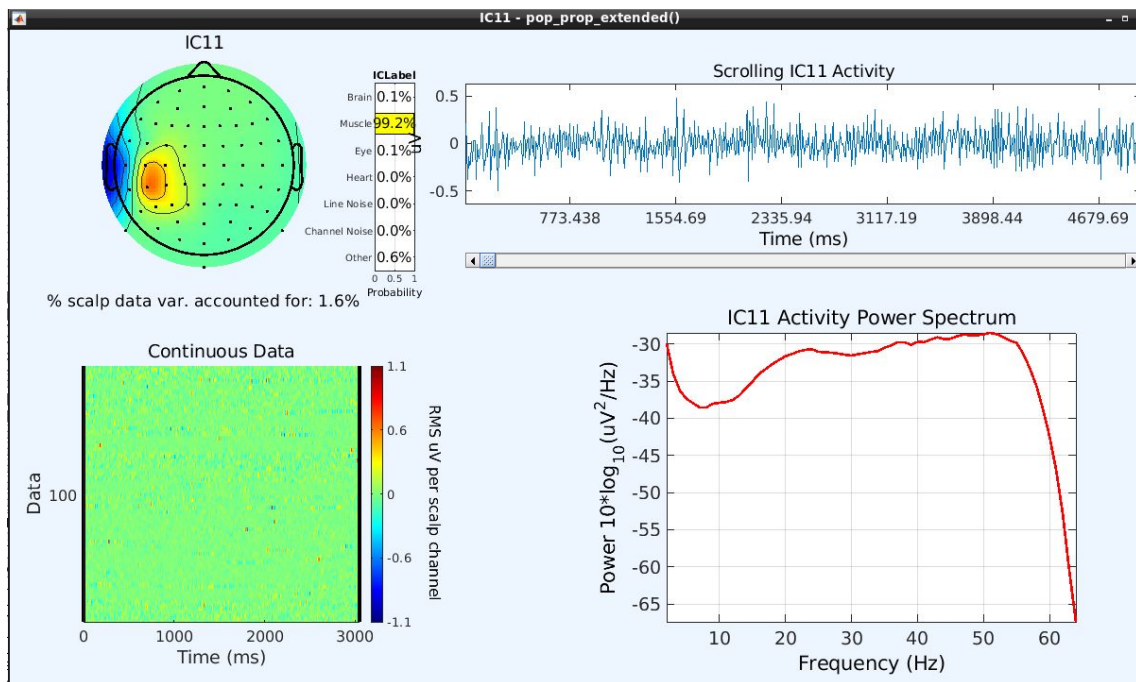 IC11 - pop_prop_extended()
IC11
ICLabel
Brain 0.1%
Muscle 99.2%
Eye 0.1%
Heart 0.0%
Line Noise 0.0%
Channel Noise 0.0%
Other 0.6%
0 0.5 1
Probability
% scalp data var. accounted for: 1.6%
Scrolling IC11 Activity
uV
0.5
0
-0.5
773.438 1554.69 2335.94 3117.19 3898.44 4679.69
Time (ms)
Continuous Data
Data
100
0 1000 2000 3000
Time (ms)
1.1
0.6
0
-0.6
-1.1
RMS uV per scalp channel
IC11 Activity Power Spectrum
Power 10*log10(uV2/Hz)
-30
-35
-40
-45
-50
-55
-60
-65
10 20 30 40 50 60
Frequency (Hz)